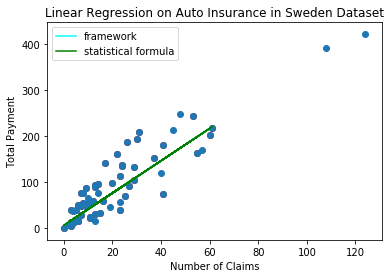 Linear Regression on Auto Insurance in Sweden Dataset
framework
statistical formula
400
300
200
100
0
Total Payment
0 20 40 60 80 100 120
Number of Claims